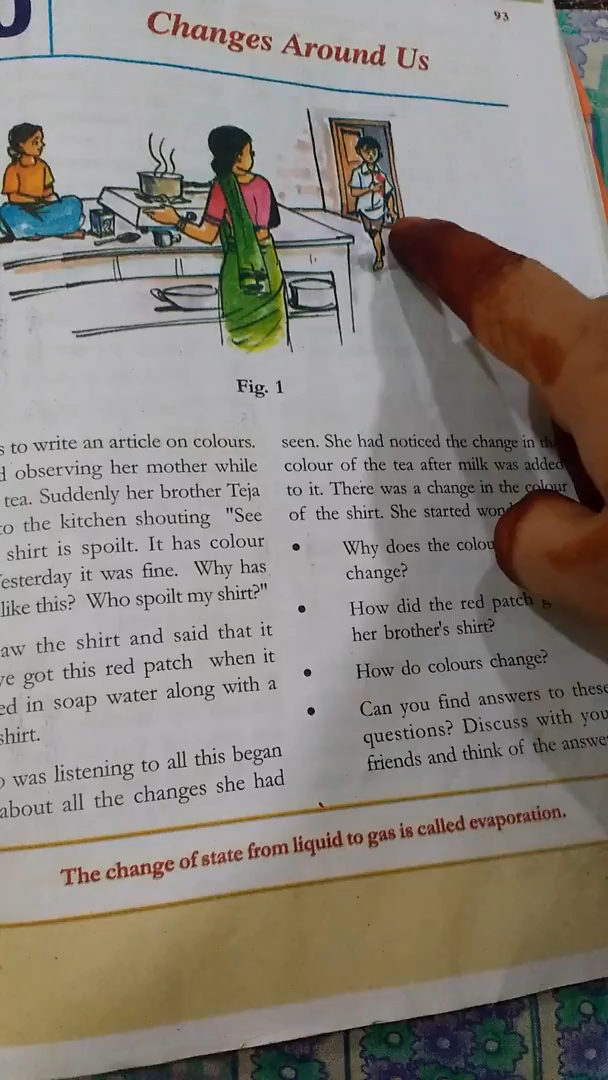 93
Changes Around Us
Fig. 1
to write an article on colours.
observing her mother while
tea. Suddenly her brother Teja
the kitchen shouting "See
shirt is spoilt. It has colour
esterday it was fine. Why has
like this? Who spoilt my shirt?"
aw the shirt and said that it
got this red patch when it
in soap water along with a
shirt.
was listening to all this began
about all the changes she had
seen. She had noticed the change in
colour of the tea after milk was added
to it. There was a change in the colour
of the shirt. She started
• Why does the colou
change?
• How did the red patch
her brother's shirt?
• How do colours change?
• Can you find answers to these
questions? Discuss with you
friends and think of the answe
The change of state from liquid to gas is called evaporation.